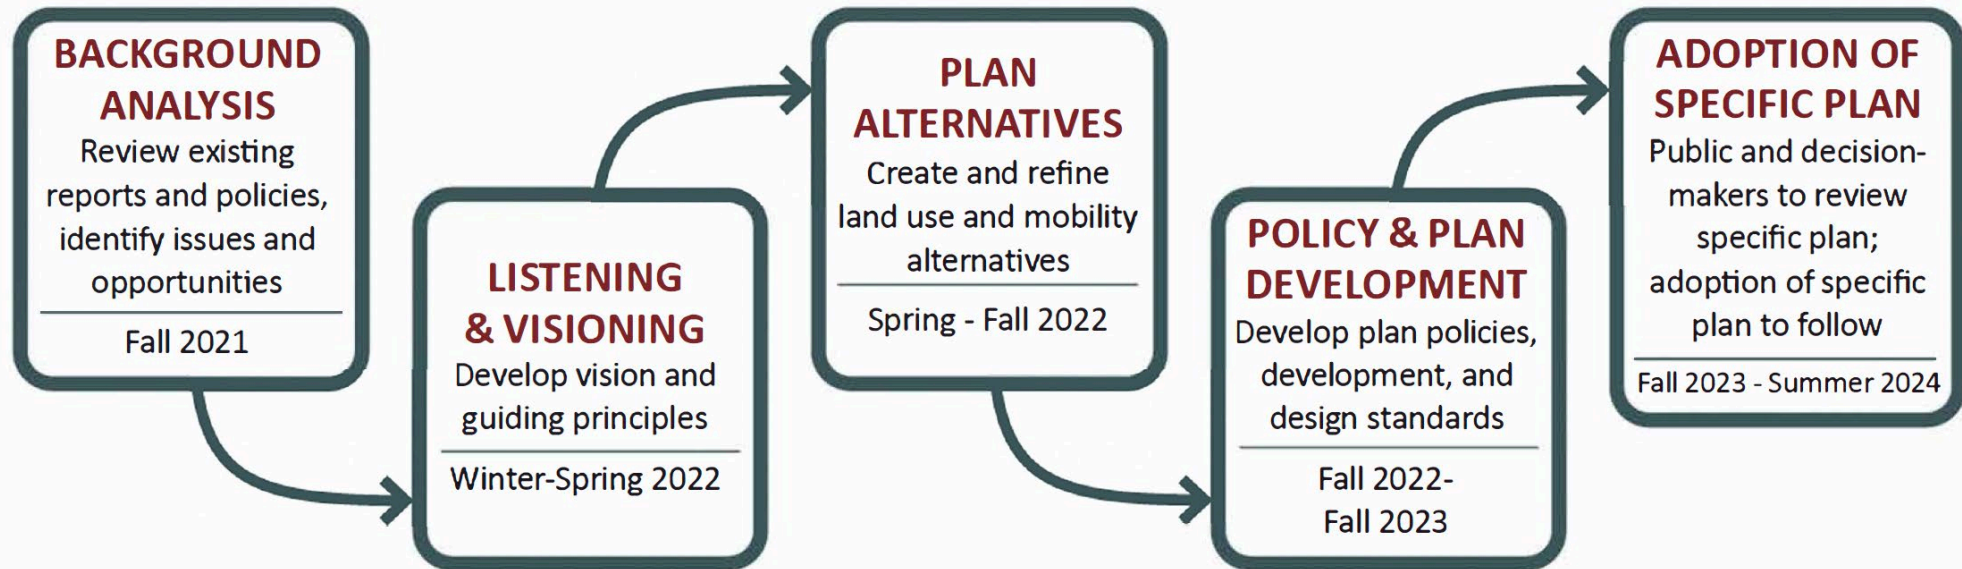 BACKGROUND
ANALYSIS
Review existing
reports and policies,
identify issues and
opportunities
Fall 2021
LISTENING
& VISIONING
Develop vision and
guiding principles
Winter-Spring 2022
PLAN
ALTERNATIVES
Create and refine
land use and mobility
alternatives
Spring - Fall 2022
POLICY & PLAN
DEVELOPMENT
Develop plan policies,
development, and
design standards
Fall 2022-
Fall 2023
ADOPTION OF
SPECIFIC PLAN
Public and decision-
makers to review
specific plan;
adoption of specific
plan to follow
Fall 2023 - Summer 2024